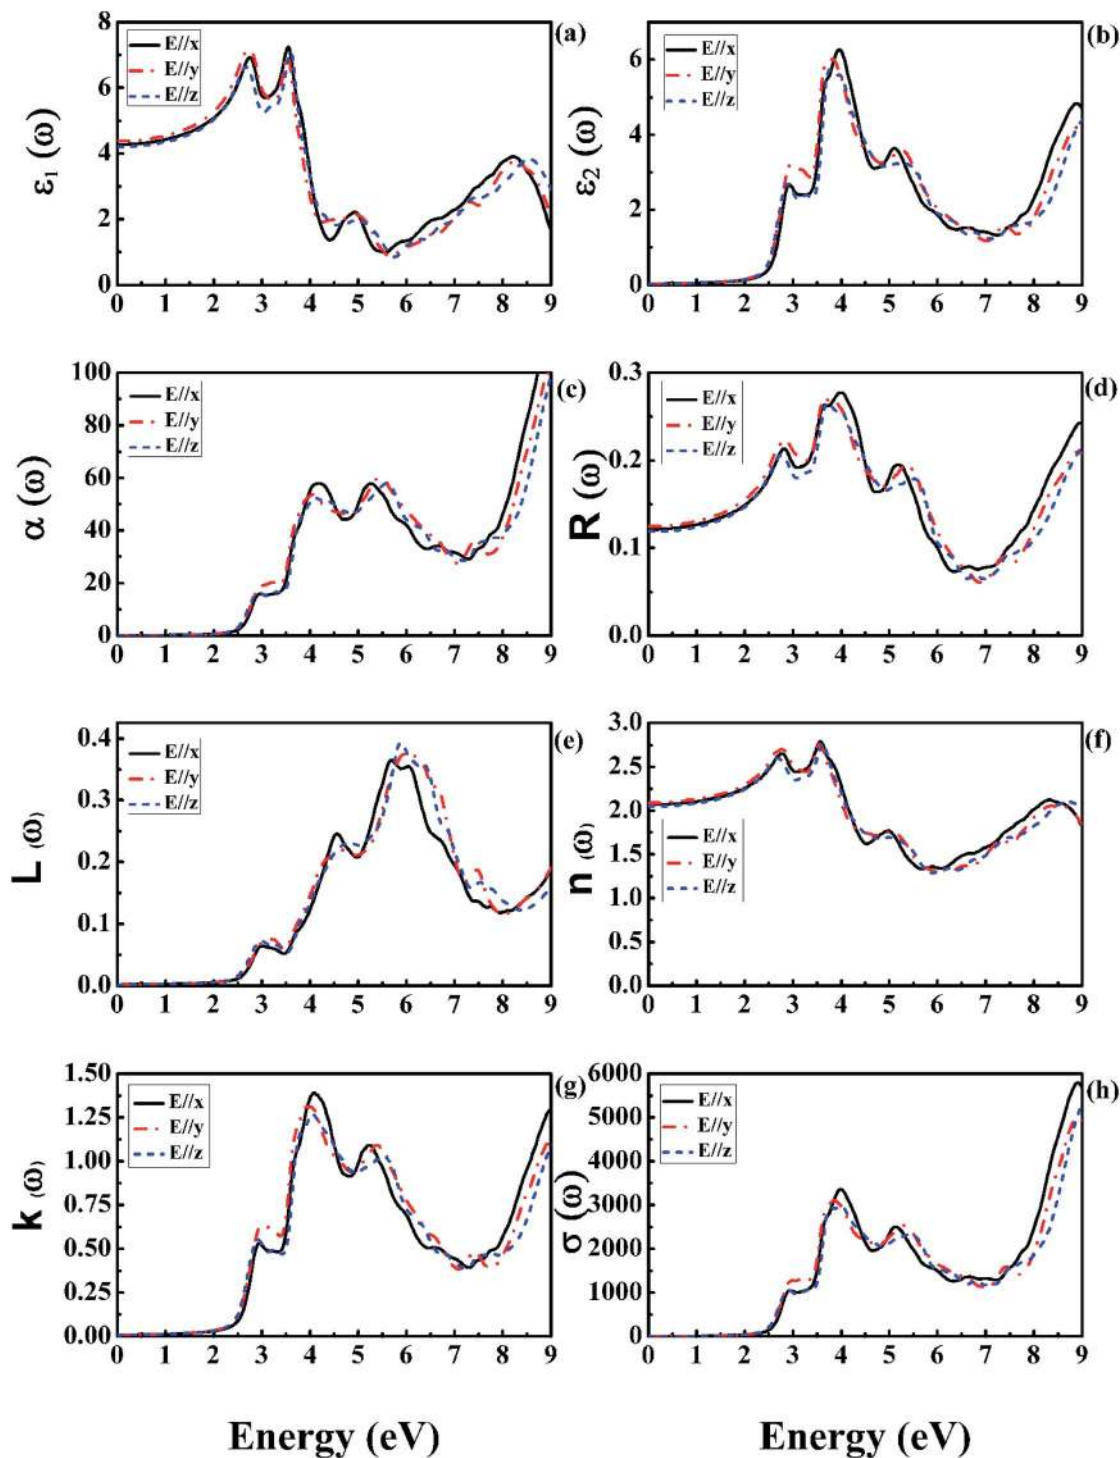 (a)
E//x
E//y
E//z
ε1 (ω)
8
6
4
2
0
0 1 2 3 4 5 6 7 8 9
(b)
E//x
E//y
E//z
ε2 (ω)
6
4
2
0
0 1 2 3 4 5 6 7 8 9
(c)
E//x
E//y
E//z
α (ω)
100
80
60
40
20
0
0 1 2 3 4 5 6 7 8 9
(d)
E//x
E//y
E//z
R (ω)
0.3
0.2
0.1
0.0
0 1 2 3 4 5 6 7 8 9
(e)
E//x
E//y
E//z
L (ω)
0.4
0.3
0.2
0.1
0.0
0 1 2 3 4 5 6 7 8 9
(f)
E//x
E//y
E//z
n (ω)
3.0
2.5
2.0
1.5
1.0
0.5
0.0
0 1 2 3 4 5 6 7 8 9
(g)
E//x
E//y
E//z
k (ω)
1.50
1.25
1.00
0.75
0.50
0.25
0.00
0 1 2 3 4 5 6 7 8 9
(h)
E//x
E//y
E//z
σ (ω)
6000
5000
4000
3000
2000
1000
0
0 1 2 3 4 5 6 7 8 9
Energy (eV)
Energy (eV)